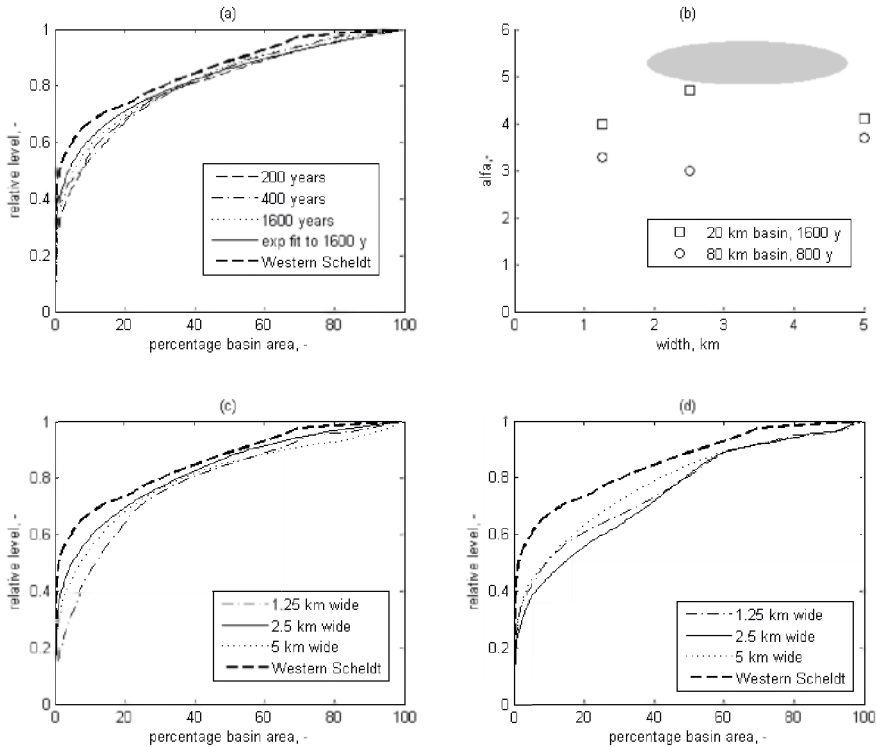 (a)
relative level, -
1
0.8
0.6
0.4
0.2
0
200 years
400 years
1600 years
exp fit to 1600 y
Western Scheldt
0 20 40 60 80 100
percentage basin area, -
(b)
alfa,-
6
5
4
3
2
1
0
20 km basin, 1600 y
80 km basin, 800 y
0 1 2 3 4 5
width, km
(c)
relative level, -
1
0.8
0.6
0.4
0.2
0
1.25 km wide
2.5 km wide
5 km wide
Western Scheldt
0 20 40 60 80 100
percentage basin area, -
(d)
relative level, -
1
0.8
0.6
0.4
0.2
0
1.25 km wide
2.5 km wide
5 km wide
Western Scheldt
0 20 40 60 80 100
percentage basin area, -